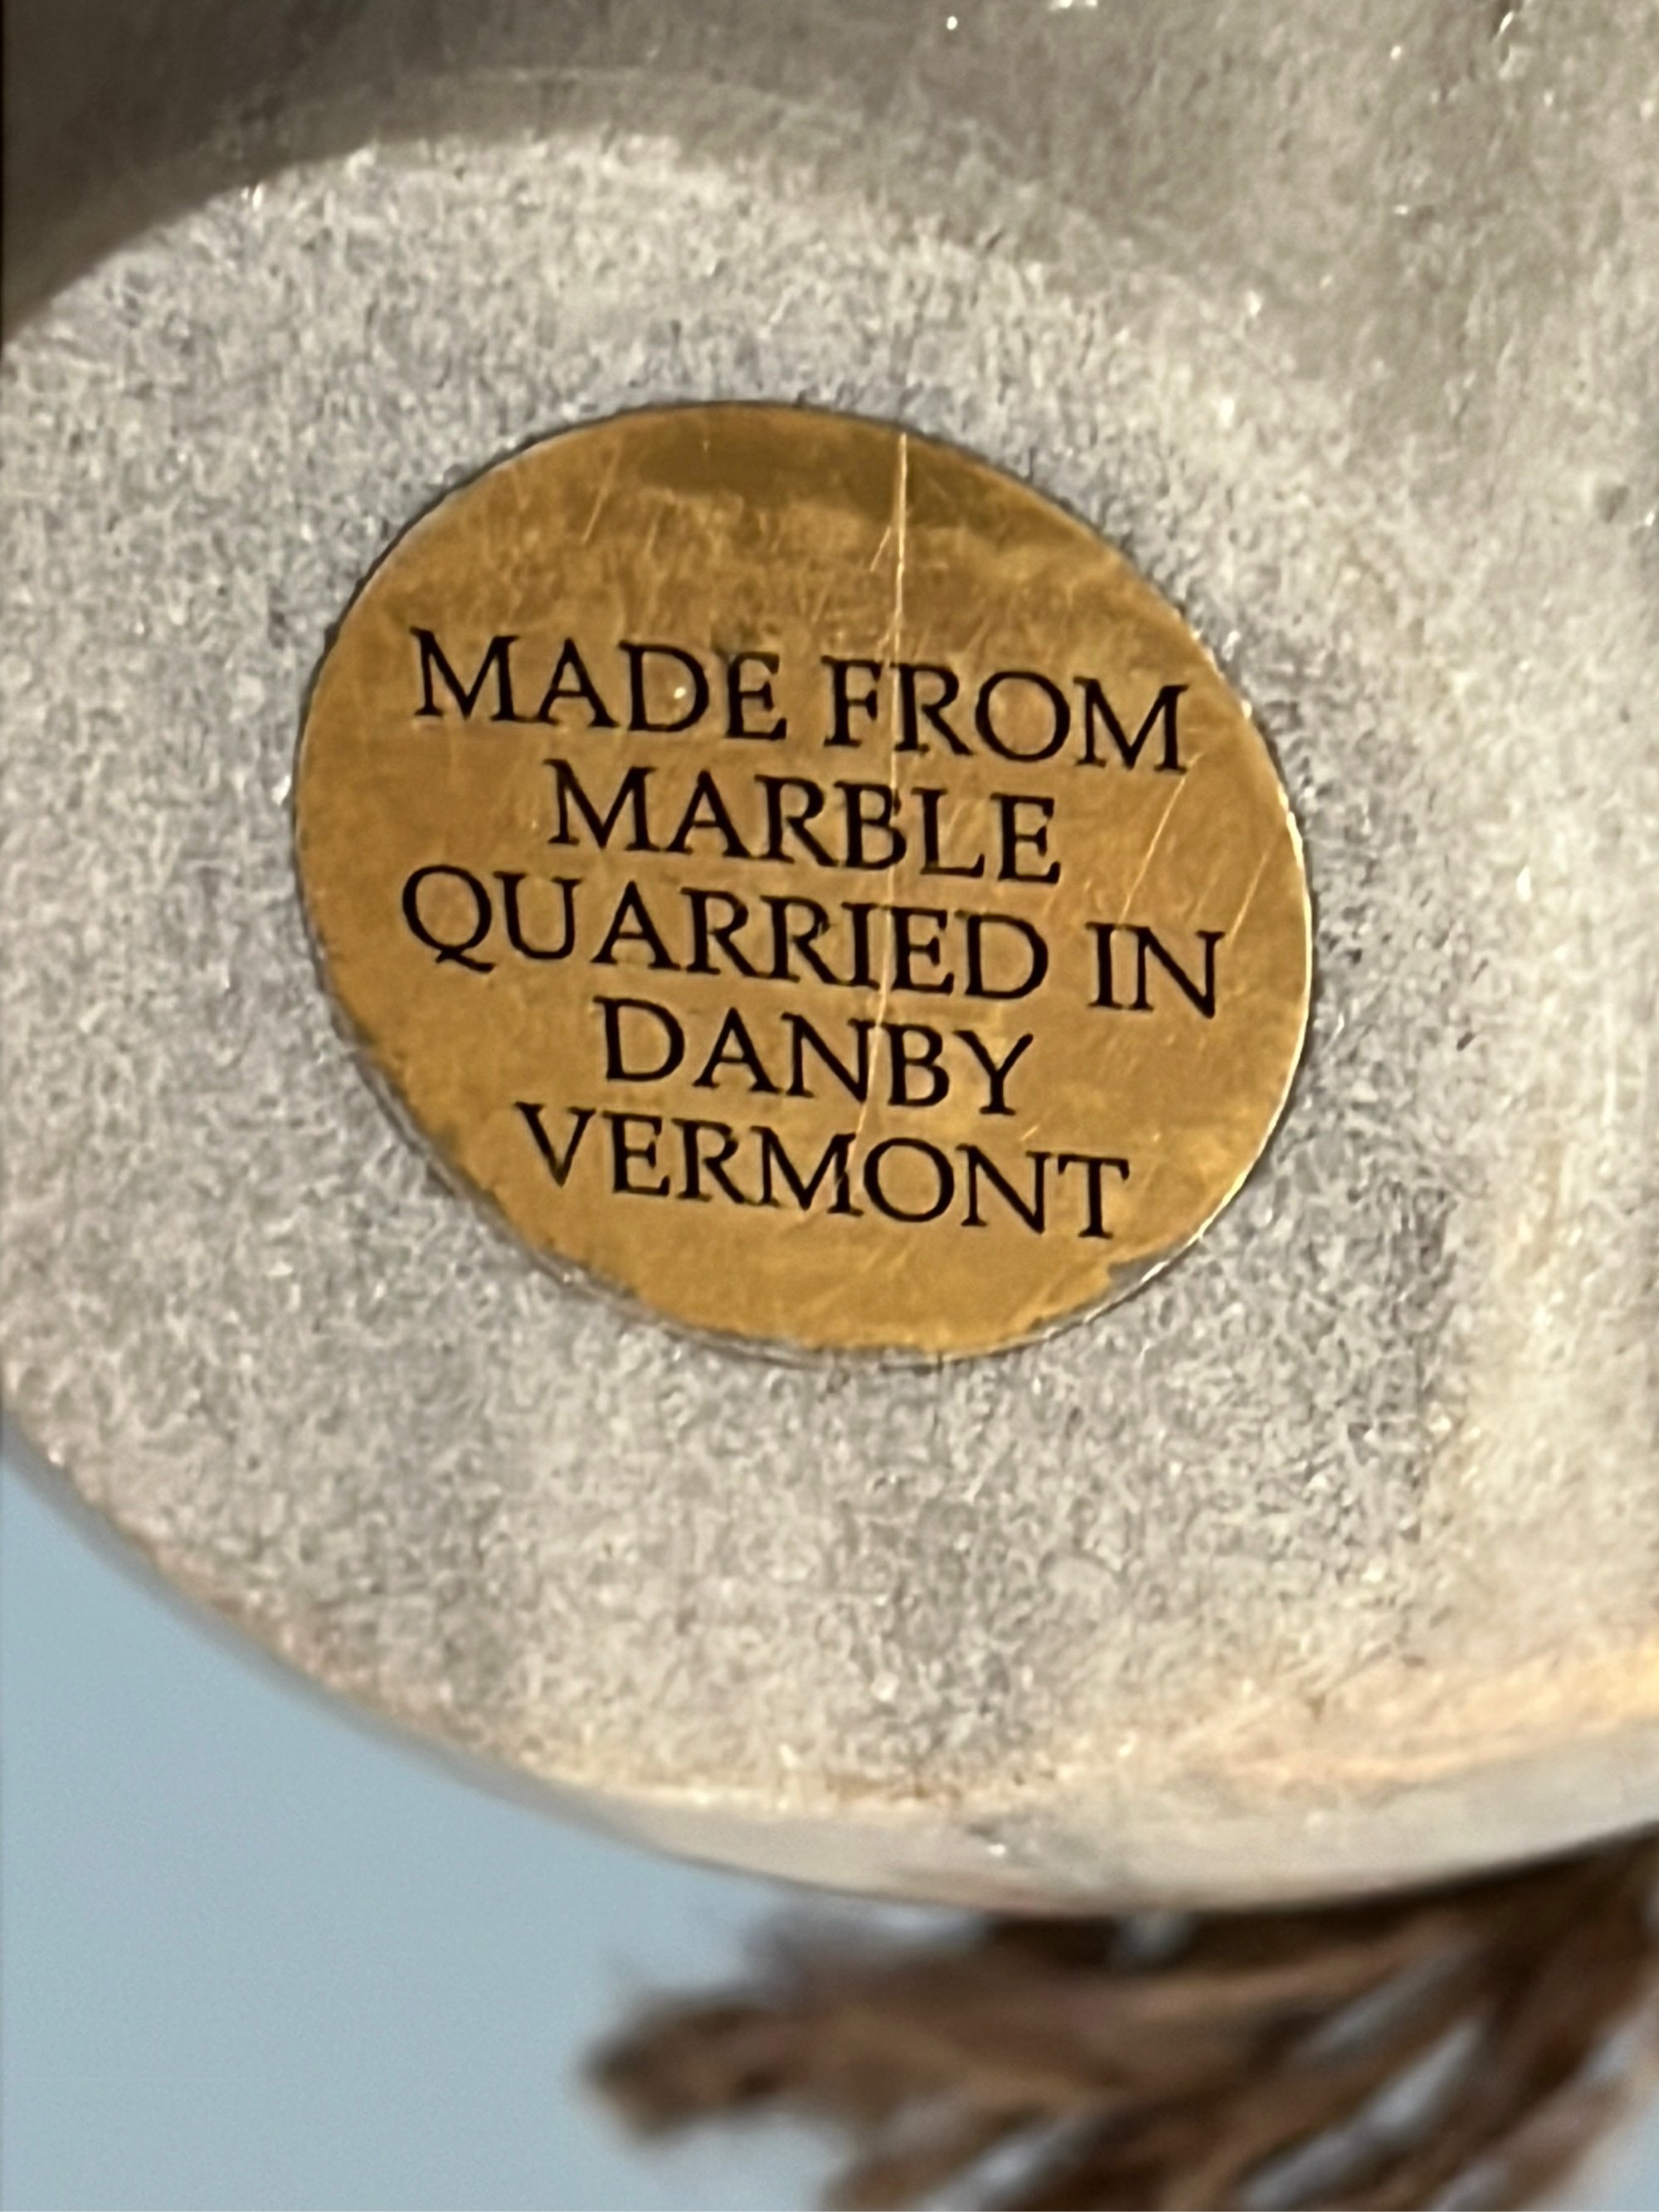 MADE FROM
MARBLE
QUARRIED IN
DANBY
VERMONT